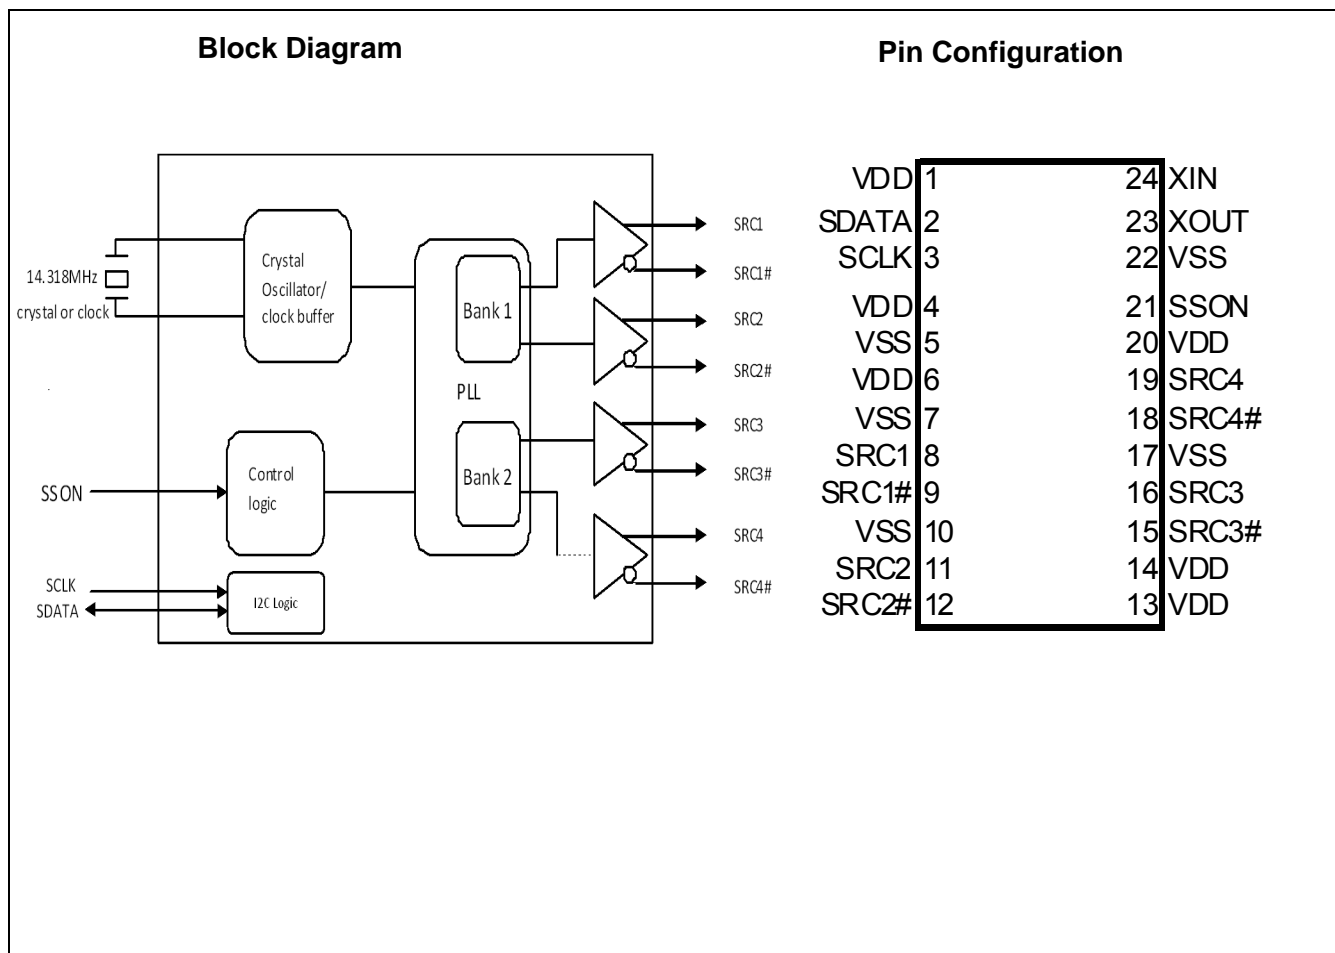 Block Diagram
14.318MHz
crystal or clock
Crystal
Oscillator/
clock buffer
SSON
Control
logic
SCLK
SDATA
I2C Logic
Bank 1
PLL
Bank 2
SRC1
SRC1#
SRC2
SRC2#
SRC3
SRC3#
SRC4
SRC4#
Pin Configuration
VDD 1 24 XIN
SDATA 2 23 XOUT
SCLK 3 22 VSS
VDD 4 21 SSON
VSS 5 20 VDD
VDD 6 19 SRC4
VSS 7 18 SRC4#
SRC1 8 17 VSS
SRC1# 9 16 SRC3
VSS 10 15 SRC3#
SRC2 11 14 VDD
SRC2# 12 13 VDD